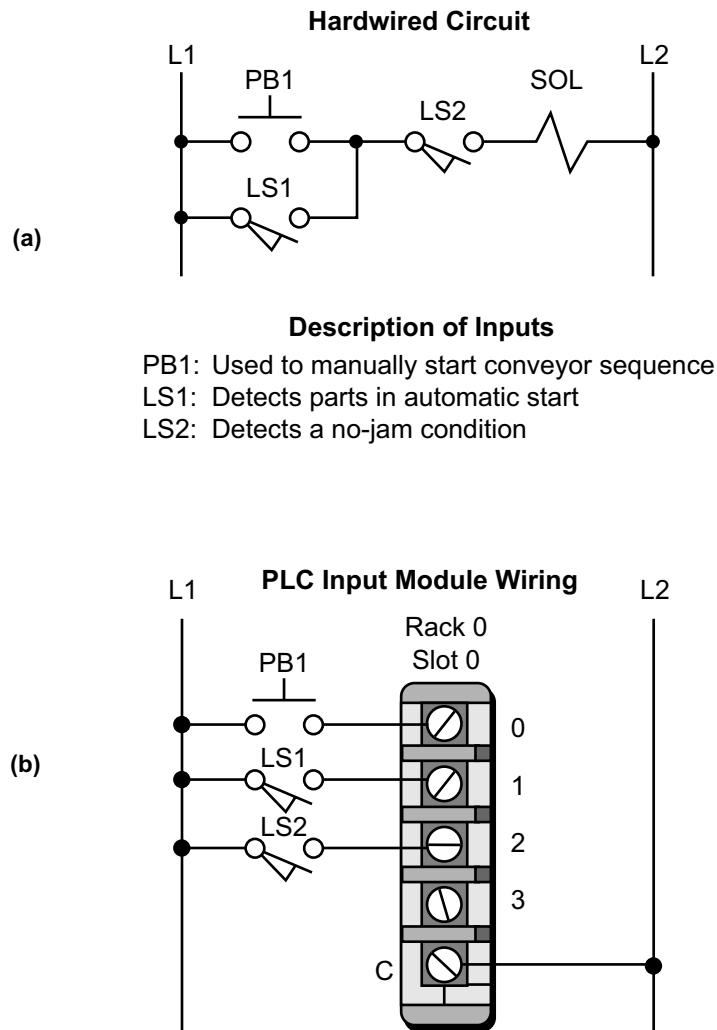 Hardwired Circuit
L1
L2
PB1
SOL
LS2
LS1
(a)
Description of Inputs
PB1: Used to manually start conveyor sequence
LS1: Detects parts in automatic start
LS2: Detects a no-jam condition
PLC Input Module Wiring
L1
L2
Rack 0
Slot 0
PB1
0
(b)
LS1
1
LS2
2
3
C